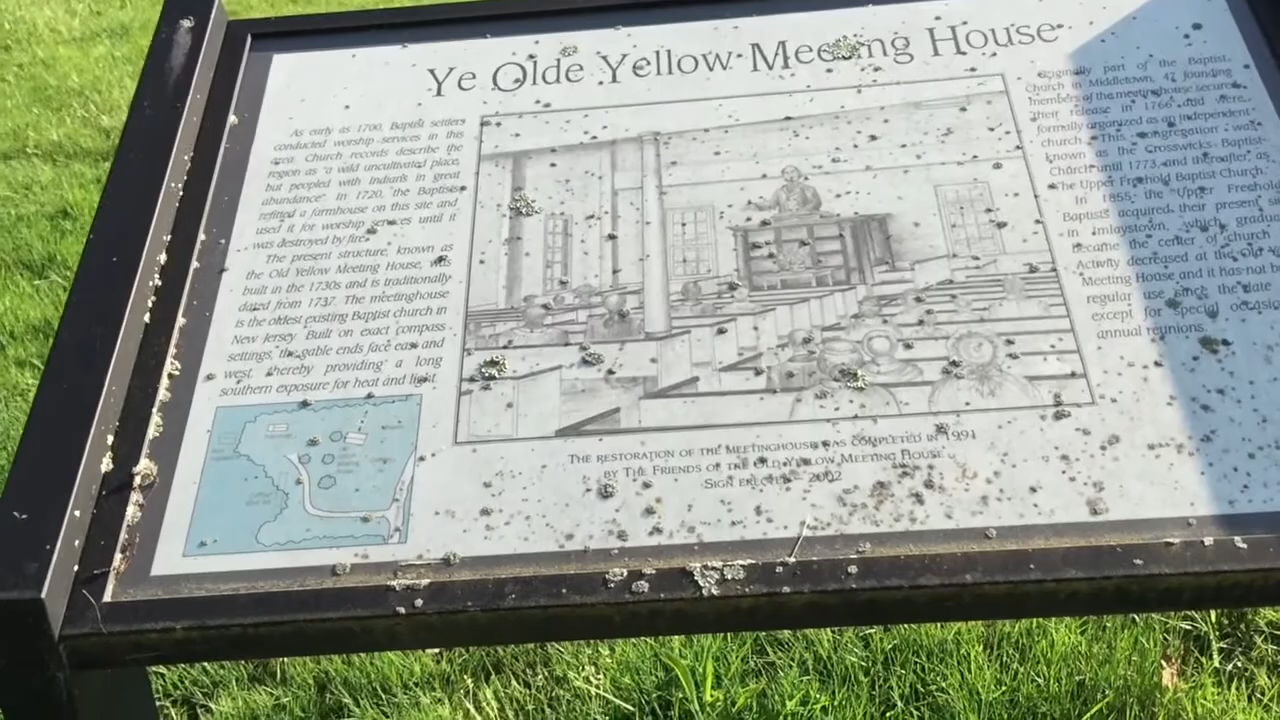 Ye Olde Yellow Meeting House
As early as 1700, Baptist settlers
conducted worship services in this
area. Church records describe the
region as "a wild uncultivated place,
but peopled with Indians in great
abundance". In 1720, the Baptists
refitted a farmhouse on this site and
used it for worship services until it
was destroyed by fire.
The present structure, known as
the Old Yellow Meeting House, was
built in the 1730s and is traditionally
dated from 1737. The meetinghouse
is the oldest existing Baptist church in
New Jersey. Built on exact compass
settings, the gable ends face east and
west, thereby providing a long
southern exposure for heat and light.
The restoration of the meetinghouse was completed in 1991
by The Friends of the Old Yellow Meeting House
Sign erected - 2002
Originally part of the Baptist
Church in Middletown, 47 founding
members of the meetinghouse secured
their release in 1766 and were
formally organized as an independent
church. This congregation was
known as the Crosswicks Baptist
Church until 1773, and thereafter, as
The Upper Freehold Baptist Church.
In 1855, the Upper Freehold
Baptists acquired their present
in Imlaystown, which
became the center of church
Activity decreased at the Old
Meeting House and it has not
regular use since the date
except for special
annual reunions.